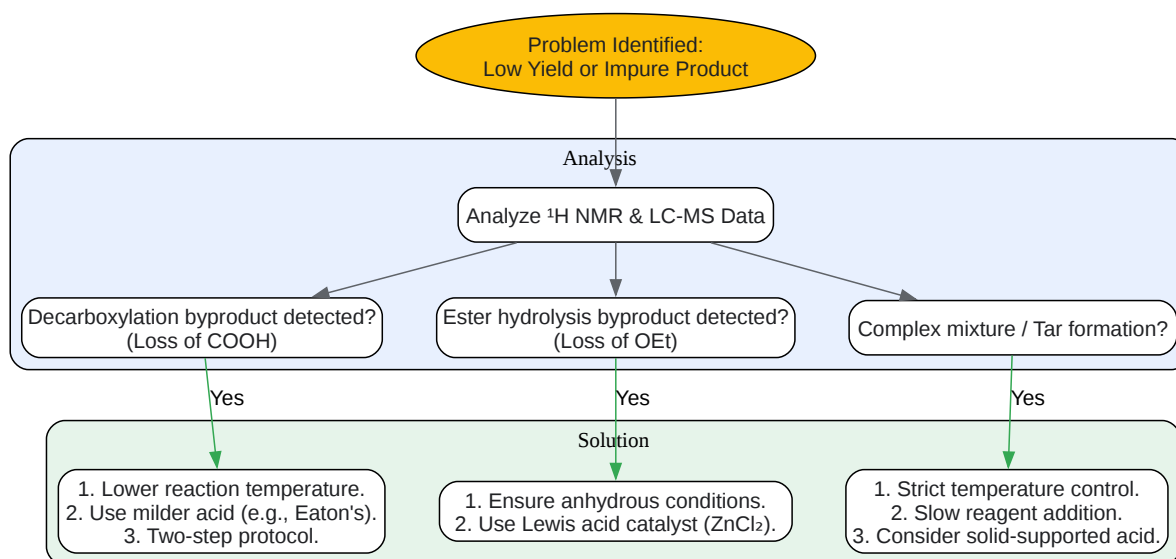 Problem Identified:
Low Yield or Impure Product
Analysis
Analyze ¹H NMR & LC-MS Data
Decarboxylation byproduct detected?
(Loss of COOH)
Ester hydrolysis byproduct detected?
(Loss of OEt)
Complex mixture / Tar formation?
Yes
Yes
Yes
Solution
1. Lower reaction temperature.
2. Use milder acid (e.g., Eaton's).
3. Two-step protocol.
1. Ensure anhydrous conditions.
2. Use Lewis acid catalyst (ZnCl₂).
1. Strict temperature control.
2. Slow reagent addition.
3. Consider solid-supported acid.